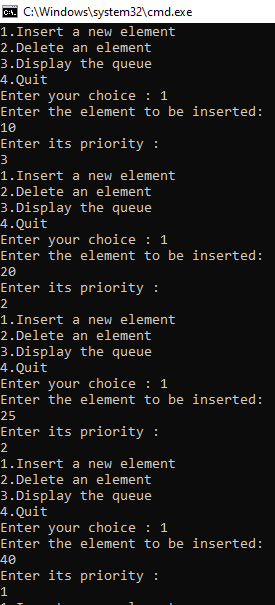 C:\Windows\system32\cmd.exe
1.Insert a new element
2.Delete an element
3.Display the queue
4.Quit
Enter your choice : 1
Enter the element to be inserted:
10
Enter its priority :
3
1.Insert a new element
2.Delete an element
3.Display the queue
4.Quit
Enter your choice : 1
Enter the element to be inserted:
20
Enter its priority :
2
1.Insert a new element
2.Delete an element
3.Display the queue
4.Quit
Enter your choice : 1
Enter the element to be inserted:
25
Enter its priority :
2
1.Insert a new element
2.Delete an element
3.Display the queue
4.Quit
Enter your choice : 1
Enter the element to be inserted:
40
Enter its priority :
1